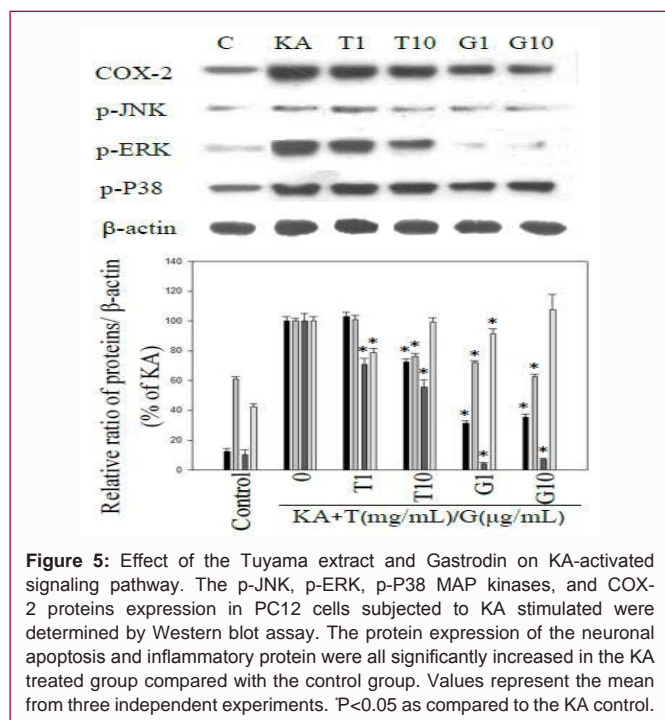 C KA T1 T10 G1 G10
COX-2
p-JNK
p-ERK
p-P38
β-actin
Relative ratio of proteins/ β-actin
(% of KA)
140
120
100
80
60
40
20
0
* * * * * * * * * * *
Control 0 T1 T10 G1 G10
KA+T(mg/mL)/G(μg/mL)
Figure 5: Effect of the Tuyama extract and Gastrodin on KA-activated
signaling pathway. The p-JNK, p-ERK, p-P38 MAP kinases, and COX-
2 proteins expression in PC12 cells subjected to KA stimulated were
determined by Western blot assay. The protein expression of the neuronal
apoptosis and inflammatory protein were all significantly increased in the KA
treated group compared with the control group. Values represent the mean
from three independent experiments. *P<0.05 as compared to the KA control.